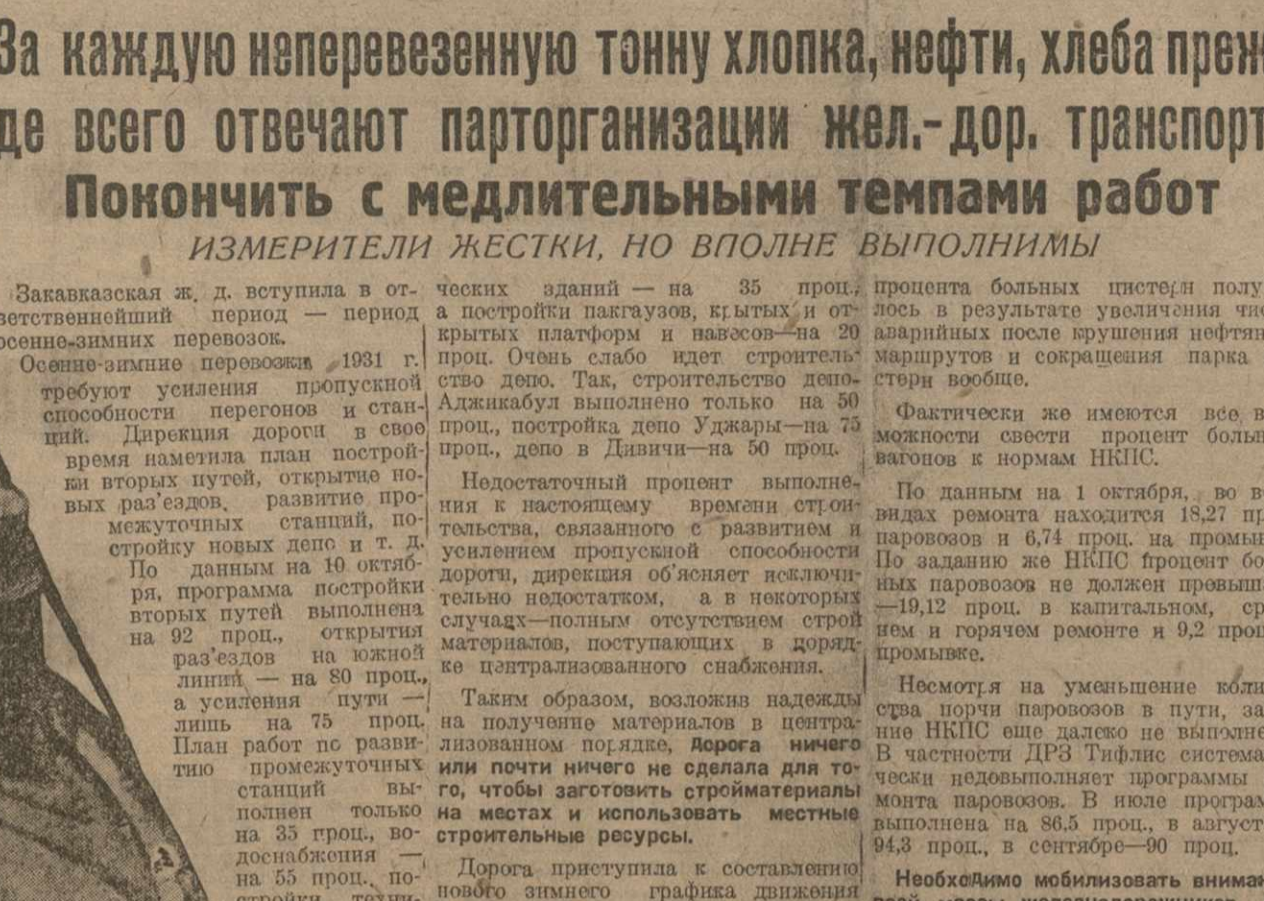 За каждую неперевезенную тонну хлопка, нефти, хлеба преж
де всего отвечают парторганизации жел.-дор. транспорт
Покончить с медлительными темпами работ
ИЗМЕРИТЕЛИ ЖЕСТКИ, НО ВПОЛНЕ ВЫПОЛНИМЫ
Закавказская ж. д. вступила в от-
ветственнейший период — период
осенне-зимних перевозок.
Осенне-зимние перевозки 1931 г.
требуют усиления пропускной
способности перегонов и стан-
ций. Дирекция дороги в свое
время наметила план построй-
ки вторых путей, открытие но-
вых раз'ездов, развитие про-
межуточных станций, по-
стройку новых депо и т. д.
По данным на 10 октяб-
ря, программа постройки
вторых путей выполнена
на 92 проц., открытия
раз'ездов на южной
линии — на 80 проц.,
а усиления пути —
лишь на 75 проц.
План работ по разви-
тию промежуточных
станций вы-
полнен только
на 35 проц., во-
доснабжения —
на 55 проц., по-
стройки техни-
ческих зданий — на 35 проц.,
а постройки пакгаузов, крытых и от-
крытых платформ и навесов—на 20
проц. Очень слабо идет строитель-
ство депо. Так, строительство депо-
Аджикабул выполнено только на 50
проц., постройка депо Уджары—на 75
проц., депо в Дивичи—на 50 проц.
Недостаточный процент выполне-
ния к настоящему времени строи-
тельства, связанного с развитием и
усилением пропускной способности
дороги, дирекция об'ясняет исключи-
тельно недостатком, а в некоторых
случаях—полным отсутствием строй
материалов, поступающих в поряд-
ке централизованного снабжения.
Таким образом, возложив надежды
на получение материалов в центра-
лизованном порядке, Дорога ничего
или почти ничего не сделала для то-
го, чтобы заготовить стройматериалы
на местах и использовать местные
строительные ресурсы.
Дорога приступила к составлению
нового зимнего графика движения
процента больных цистерн полу
лось в результате увеличения чис
аварийных после крушения нефтян
маршрутов и сокращения парка
стерн вообще.
Фактически же имеются все в
можности свести процент больн
вагонов к нормам НКПС.
По данным на 1 октября, во в
видах ремонта находится 18,27 пр
паровозов и 6,74 проц. на промыв
По заданию же НКПС процент бо
ных паровозов не должен превыш
—19,12 проц. в капитальном, ср
нем и горячем ремонте и 9,2 проц
промывке.
Несмотря на уменьшение коли
ства порчи паровозов в пути, за
ние НКПС еще далеко не выполне
В частности ДРЗ Тифлис система
чески недовыполняет программы
монта паровозов. В июле програм
выполнена на 86,5 проц., в август
94,3 проц., в сентябре—90 проц.
Необходимо мобилизовать вниман
всей массы железнодорожников